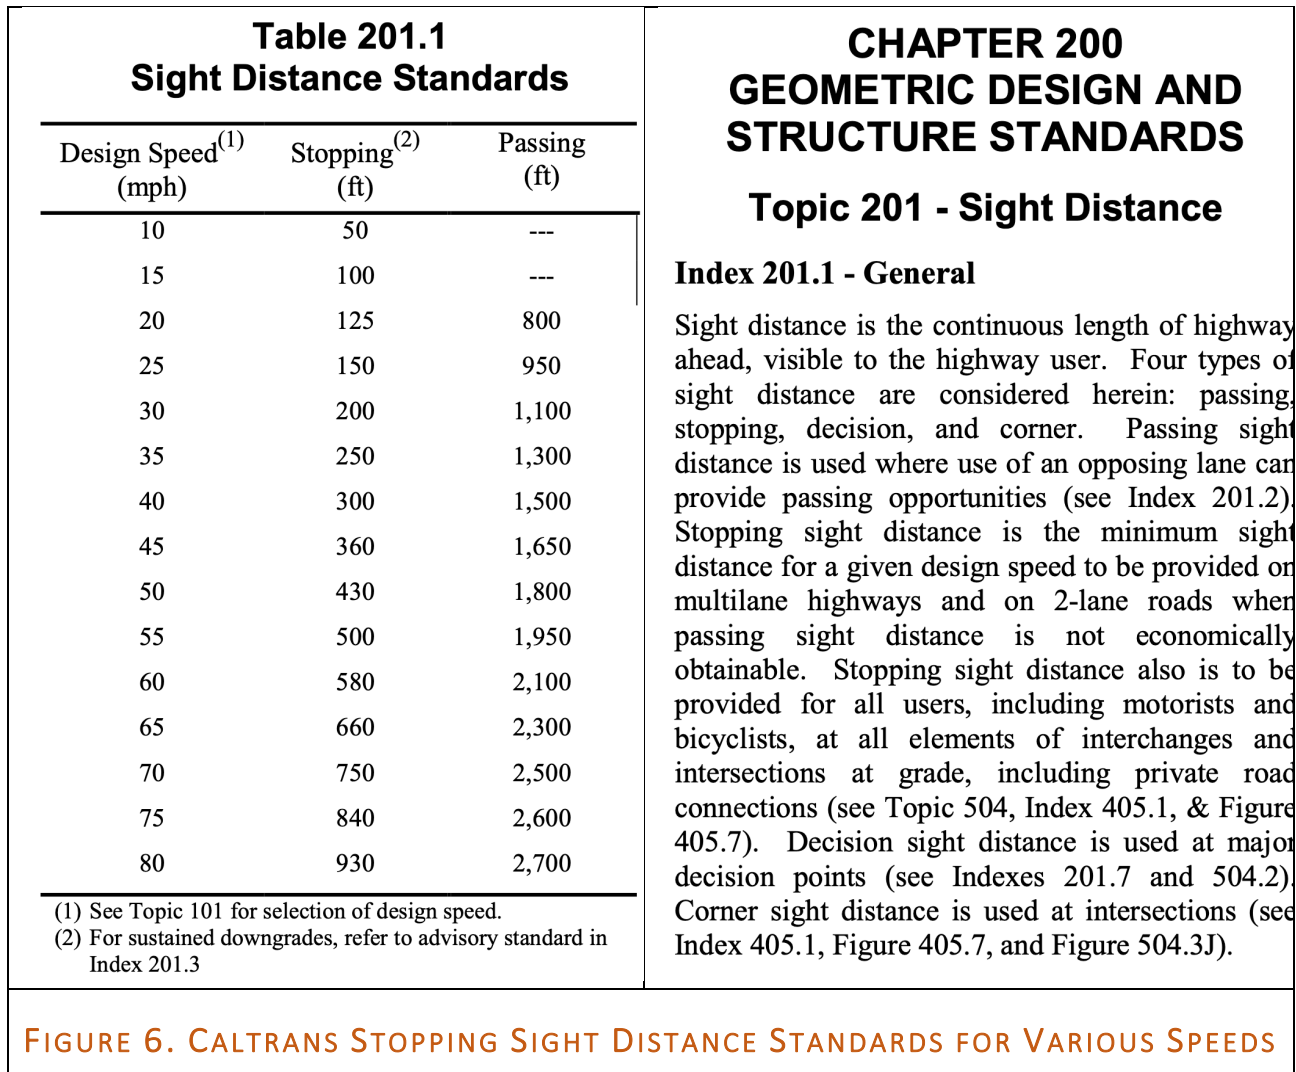 Table 201.1
Sight Distance Standards
Design Speed(1) Stopping(2) Passing
(mph) (ft) (ft)
10 50 ---
15 100 ---
20 125 800
25 150 950
30 200 1,100
35 250 1,300
40 300 1,500
45 360 1,650
50 430 1,800
55 500 1,950
60 580 2,100
65 660 2,300
70 750 2,500
75 840 2,600
80 930 2,700
(1) See Topic 101 for selection of design speed.
(2) For sustained downgrades, refer to advisory standard in
Index 201.3
CHAPTER 200
GEOMETRIC DESIGN AND
STRUCTURE STANDARDS
Topic 201 - Sight Distance
Index 201.1 - General
Sight distance is the continuous length of highway
ahead, visible to the highway user. Four types of
sight distance are considered herein: passing,
stopping, decision, and corner. Passing sight
distance is used where use of an opposing lane can
provide passing opportunities (see Index 201.2).
Stopping sight distance is the minimum sight
distance for a given design speed to be provided on
multilane highways and on 2-lane roads when
passing sight distance is not economically
obtainable. Stopping sight distance also is to be
provided for all users, including motorists and
bicyclists, at all elements of interchanges and
intersections at grade, including private road
connections (see Topic 504, Index 405.1, & Figure
405.7). Decision sight distance is used at major
decision points (see Indexes 201.7 and 504.2).
Corner sight distance is used at intersections (see
Index 405.1, Figure 405.7, and Figure 504.3J).
FIGURE 6. CALTRANS STOPPING SIGHT DISTANCE STANDARDS FOR VARIOUS SPEEDS